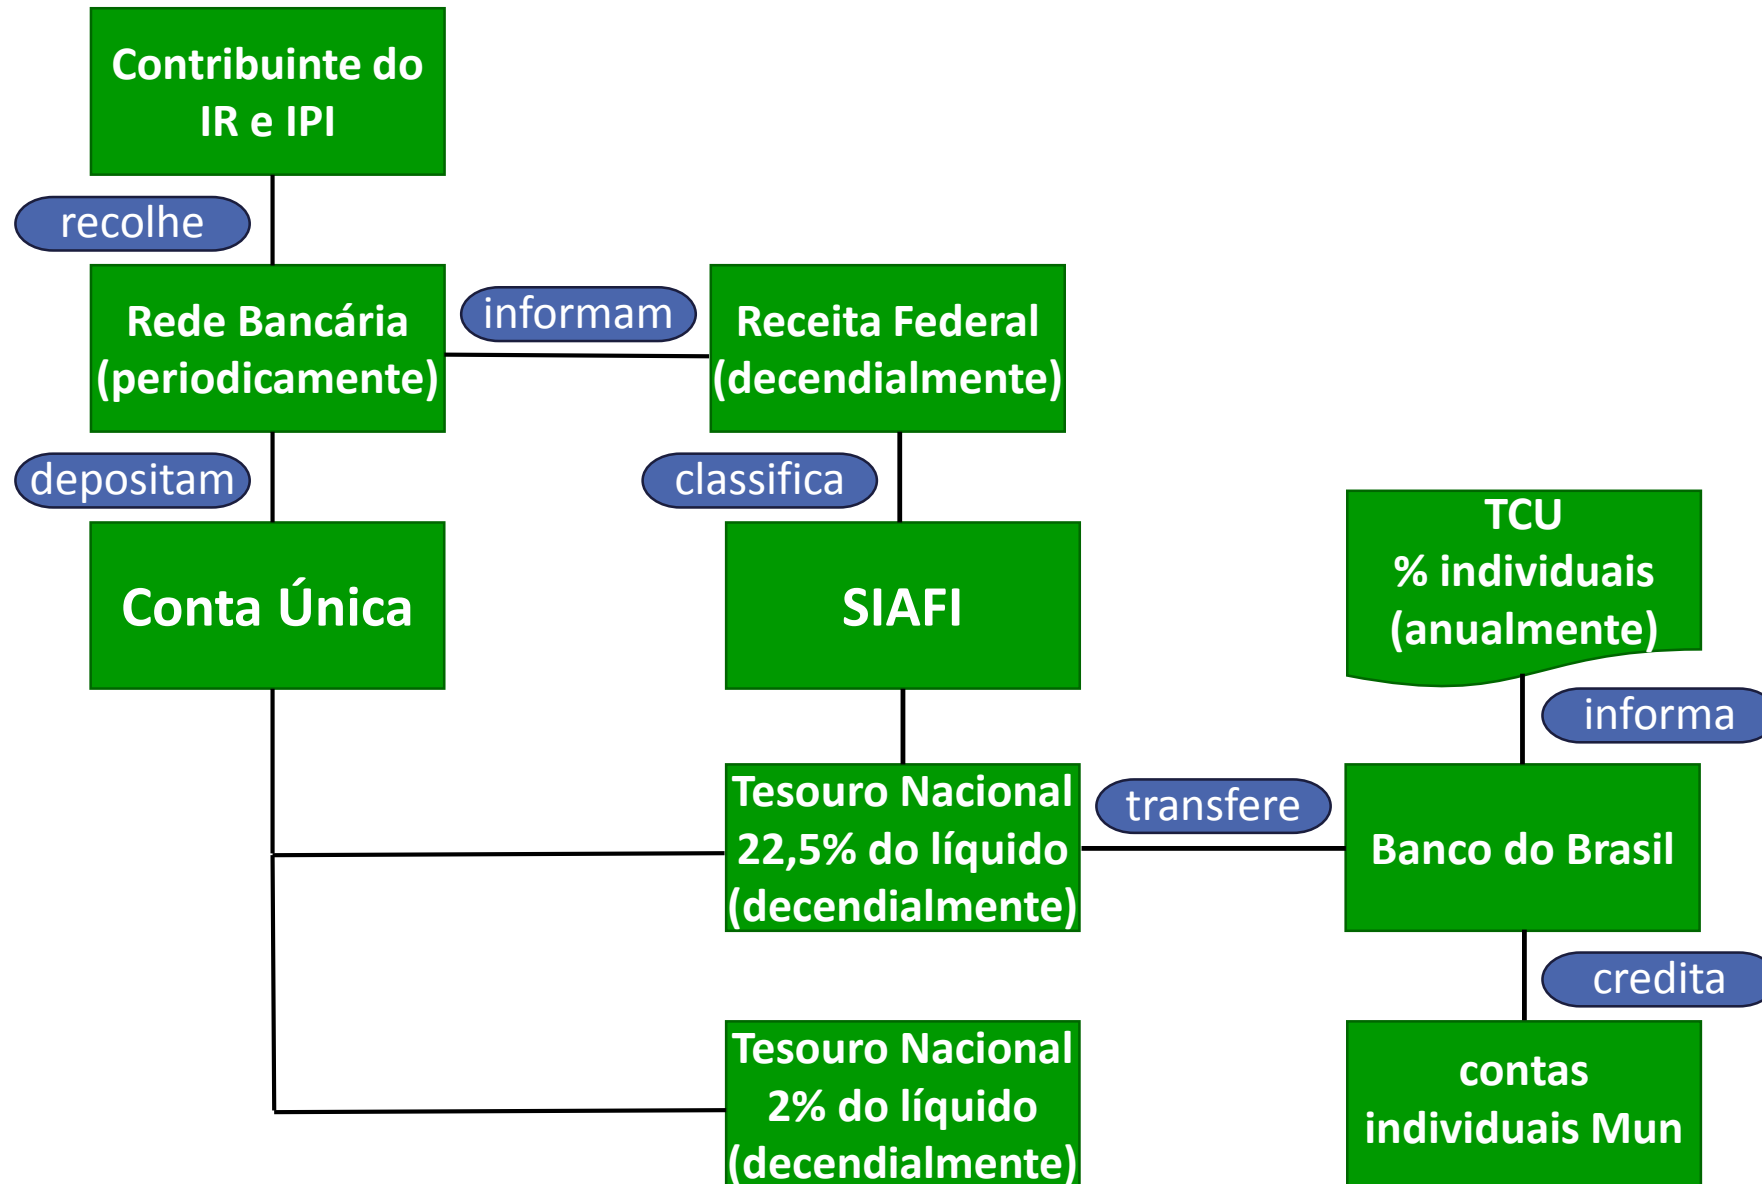 Contribuinte do
IR e IPI
recolhe
Rede Bancária
(periodicamente)
informam
Receita Federal
(decendialmente)
depositam
classifica
Conta Única
SIAFI
TCU
% individuais
(anualmente)
informa
Tesouro Nacional
22,5% do líquido
(decendialmente)
transfere
Banco do Brasil
credita
Tesouro Nacional
2% do líquido
(decendialmente)
contas
individuais Mun